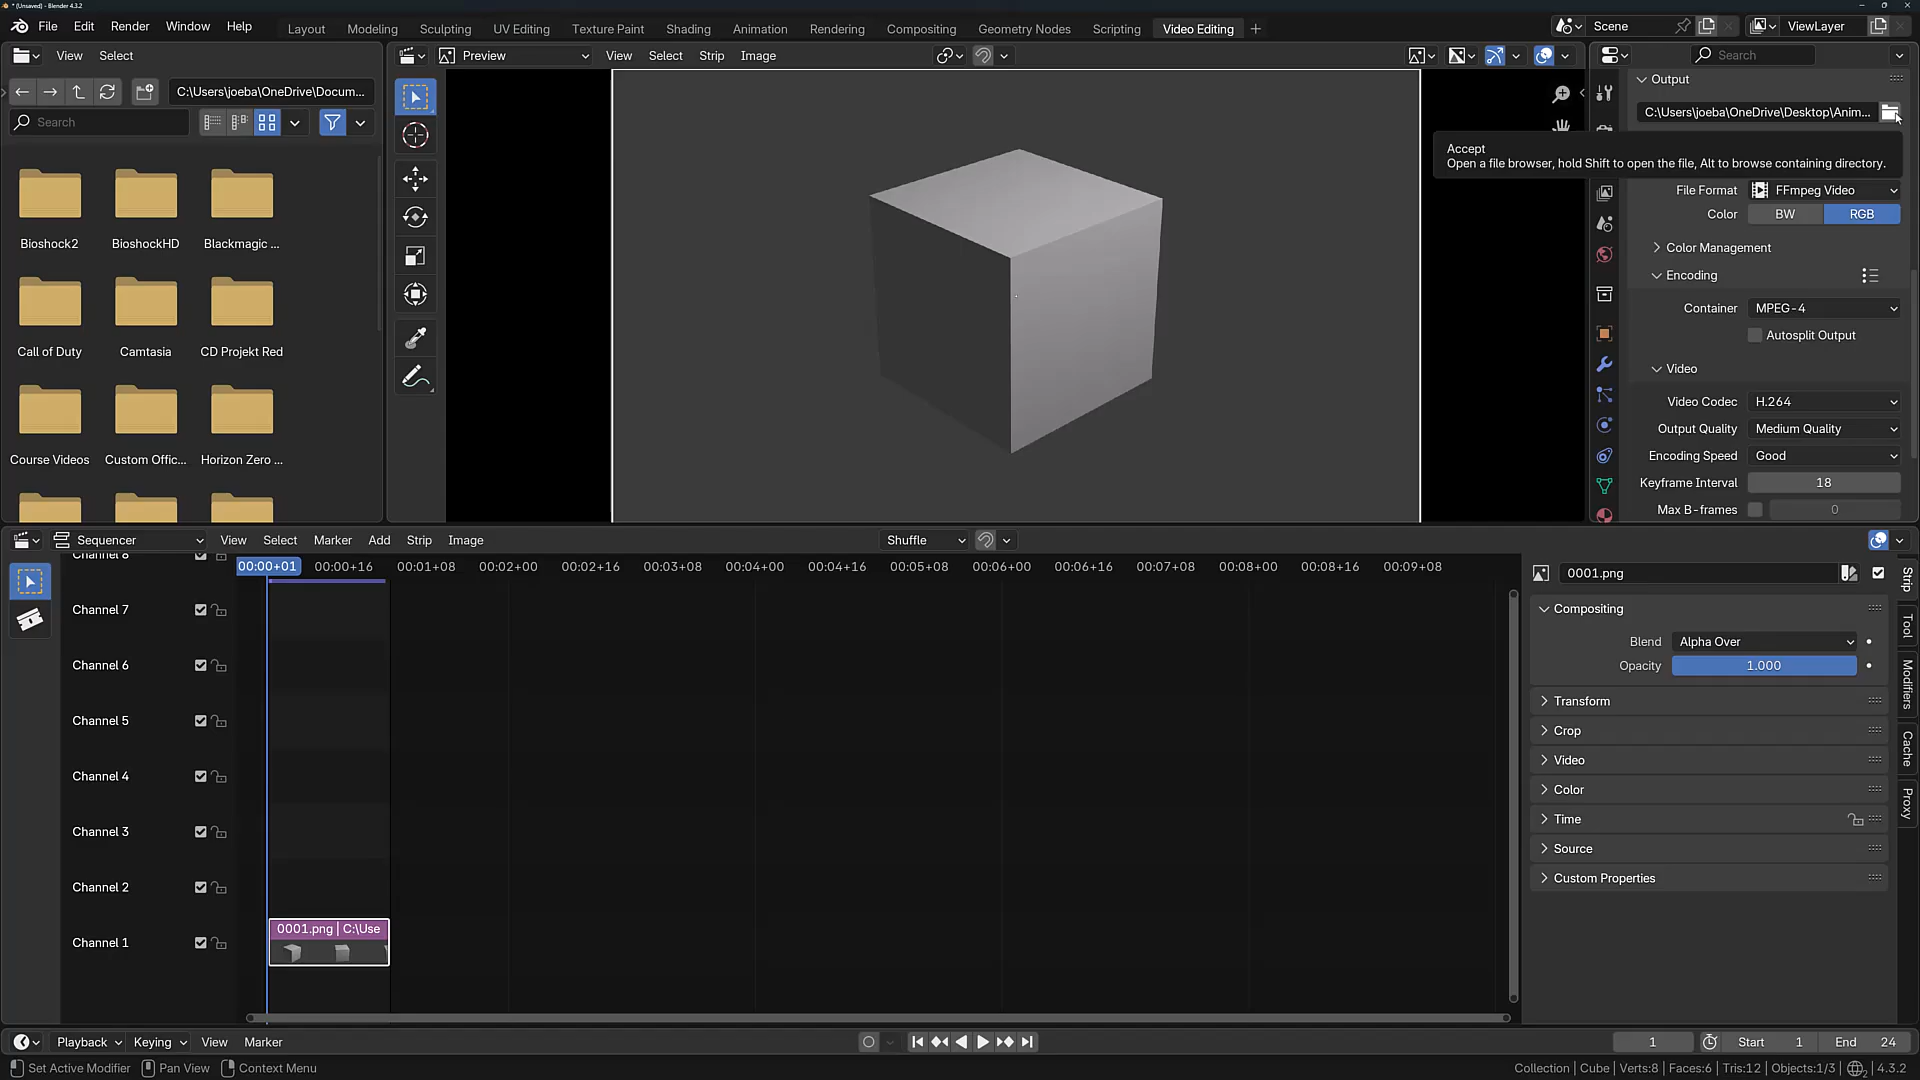 * (Unsaved) - Blender 4.3.2
File Edit Render Window Help Layout Modeling Sculpting UV Editing Texture Paint Shading Animation Rendering Compositing Geometry Nodes Scripting Video Editing Scene ViewLayer
View Select
Preview View Select Strip Image
Search
C:\Users\joeba\OneDrive\Docum...
Search
Bioshock2 BioshockHD Blackmagic ...
Call of Duty Camtasia CD Projekt Red
Course Videos Custom Offic... Horizon Zero ...
Output
C:\Users\joeba\OneDrive\Desktop\Anim...
Accept
Open a file browser, hold Shift to open the file, Alt to browse containing directory.
File Format FFmpeg Video
Color BW RGB
Color Management
Encoding
Container MPEG-4
Autosplit Output
Video
Video Codec H.264
Output Quality Medium Quality
Encoding Speed Good
Keyframe Interval 18
Max B-frames 0
Sequencer View Select Marker Add Strip Image Shuffle
00:00+01 00:00+16 00:01+08 00:02+00 00:02+16 00:03+08 00:04+00 00:04+16 00:05+08 00:06+00 00:06+16 00:07+08 00:08+00 00:08+16 00:09+08
Channel 8
Channel 7
Channel 6
Channel 5
Channel 4
Channel 3
Channel 2
Channel 1
0001.png | C:\Use
0001.png
Compositing
Blend Alpha Over
Opacity 1.000
Transform
Crop
Video
Color
Time
Source
Custom Properties
Strip
Tool
Modifiers
Cache
Proxy
Playback Keying View Marker 1 Start 1 End 24
Set Active Modifier Pan View Context Menu Collection | Cube | Verts:8 | Faces:6 | Tris:12 | Objects:1/3 | 4.3.2